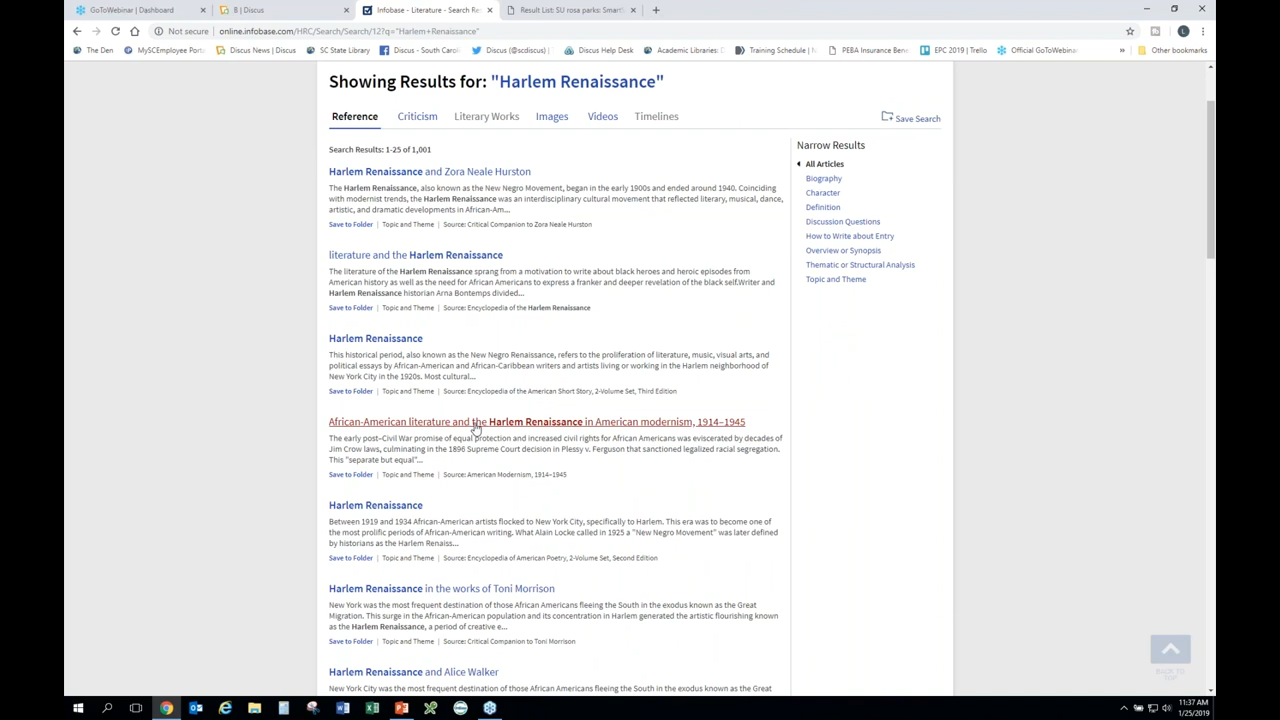 GoToWebinar | Dashboard
B | Discus
Infobase - Literature - Search Re
Result List: SU rosa parks: SmartS
Not secure | online.infobase.com/HRC/Search/Search/12?q="Harlem+Renaissance"
The Den
MySCEmployee Port
Discus News | Discus
SC State Library
Discus - South Carol
Twitter (@scdiscus)
Discus Help Desk
Academic Libraries:
Training Schedule | N
PEBA Insurance Bene
EPC 2019 | Trello
Official GoToWebinar
Other bookmarks
Showing Results for: "Harlem Renaissance"
Reference Criticism Literary Works Images Videos Timelines
Save Search
Search Results: 1-25 of 1,001
Harlem Renaissance and Zora Neale Hurston
The Harlem Renaissance, also known as the New Negro Movement, began in the early 1900s and ended around 1940. Coinciding
with modernist trends, the Harlem Renaissance was an interdisciplinary cultural movement that reflected literary, musical, dance,
artistic, and dramatic developments in African-Am...
Save to Folder | Topic and Theme | Source: Critical Companion to Zora Neale Hurston
literature and the Harlem Renaissance
The literature of the Harlem Renaissance sprang from a motivation to write about black heroes and heroic episodes from
American history as well as the need for African Americans to express a franker and deeper revelation of the black self.Writer and
Harlem Renaissance historian Arna Bontemps divided...
Save to Folder | Topic and Theme | Source: Encyclopedia of the Harlem Renaissance
Harlem Renaissance
This historical period, also known as the New Negro Renaissance, refers to the proliferation of literature, music, visual arts, and
political essays by African-American and African-Caribbean writers and artists living or working in the Harlem neighborhood of
New York City in the 1920s. Most cultural...
Save to Folder | Topic and Theme | Source: Encyclopedia of the American Short Story, 2-Volume Set, Third Edition
African-American literature and the Harlem Renaissance in American modernism, 1914–1945
The early post–Civil War promise of equal protection and increased civil rights for African Americans was eviscerated by decades of
Jim Crow laws, culminating in the 1896 Supreme Court decision in Plessy v. Ferguson that sanctioned legalized racial segregation.
This "separate but equal"...
Save to Folder | Topic and Theme | Source: American Modernism, 1914–1945
Harlem Renaissance
Between 1919 and 1934 African-American artists flocked to New York City, specifically to Harlem. This era was to become one of
the most prolific periods of African-American writing. What Alain Locke called in 1925 a "New Negro Movement" was later defined
by historians as the Harlem Renaiss...
Save to Folder | Topic and Theme | Source: Encyclopedia of American Poetry, 2-Volume Set, Second Edition
Harlem Renaissance in the works of Toni Morrison
New York was the most frequent destination of those African Americans fleeing the South in the exodus known as the Great
Migration. This surge in the African-American population and its concentration in Harlem generated the artistic flourishing known
as the Harlem Renaissance, a period of creative e...
Save to Folder | Topic and Theme | Source: Critical Companion to Toni Morrison
Harlem Renaissance and Alice Walker
New York City was the most frequent destination of those African Americans fleeing the South in the exodus known as the Great
Narrow Results
All Articles
Biography
Character
Definition
Discussion Questions
How to Write about Entry
Overview or Synopsis
Thematic or Structural Analysis
Topic and Theme
BACK TO
TOP
11:37 AM
1/25/2019